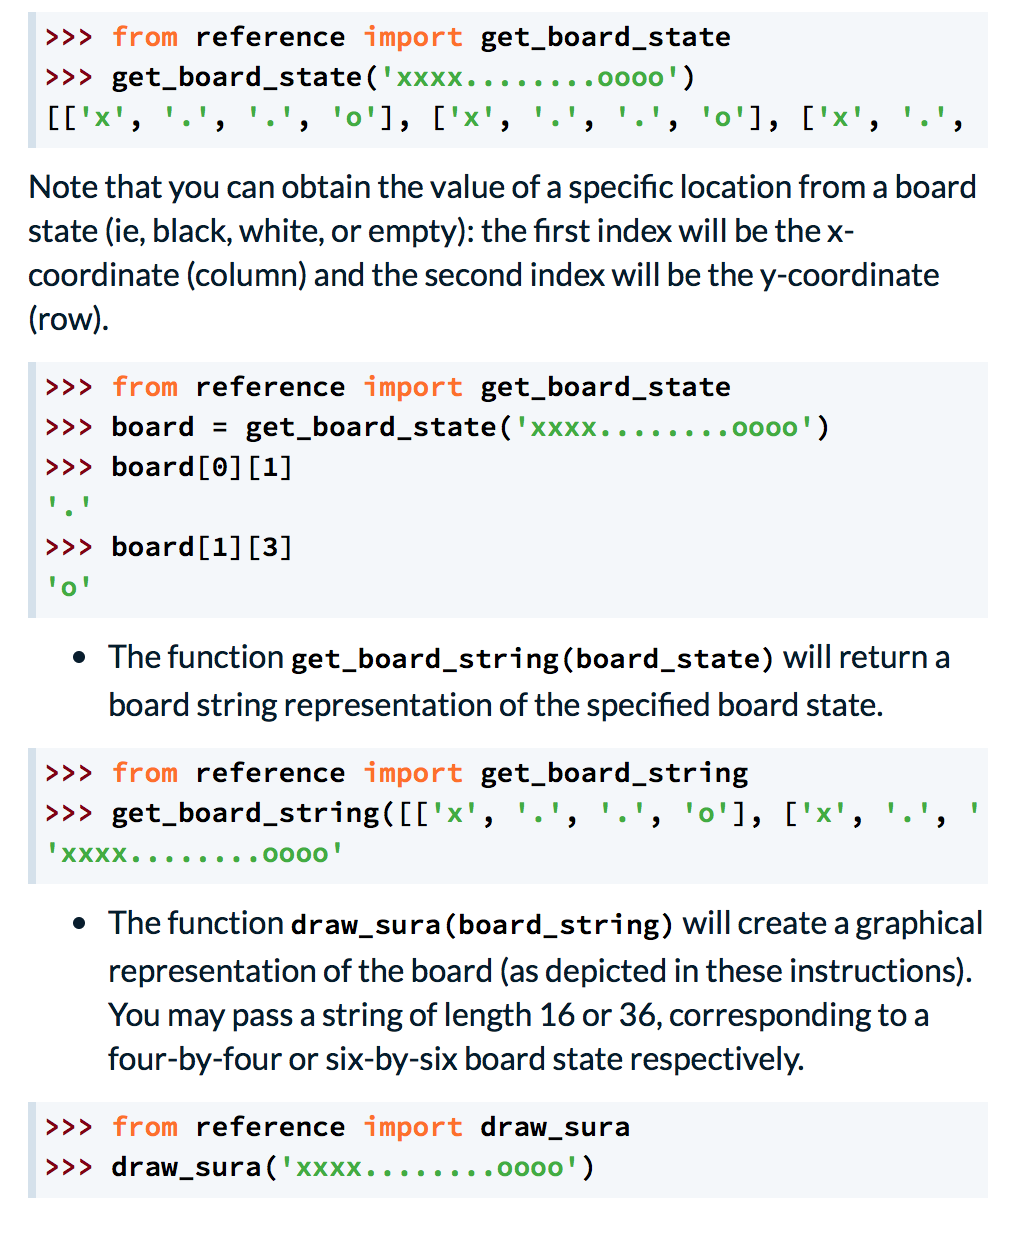 >>> from reference import get_board_state
>>> get_board_state('xxxx........oooo')
[['x', '.', '.', 'o'], ['x', '.', '.', 'o'], ['x', '.',
Note that you can obtain the value of a specific location from a board
state (ie, black, white, or empty): the first index will be the x-
coordinate (column) and the second index will be the y-coordinate
(row).
>>> from reference import get_board_state
>>> board = get_board_state('xxxx........oooo')
>>> board[0][1]
'.'
>>> board[1][3]
'o'
• The function get_board_string(board_state) will return a
board string representation of the specified board state.
>>> from reference import get_board_string
>>> get_board_string([['x', '.', '.', 'o'], ['x', '.', '
'xxxx........oooo'
• The function draw_sura(board_string) will create a graphical
representation of the board (as depicted in these instructions).
You may pass a string of length 16 or 36, corresponding to a
four-by-four or six-by-six board state respectively.
>>> from reference import draw_sura
>>> draw_sura('xxxx........oooo')